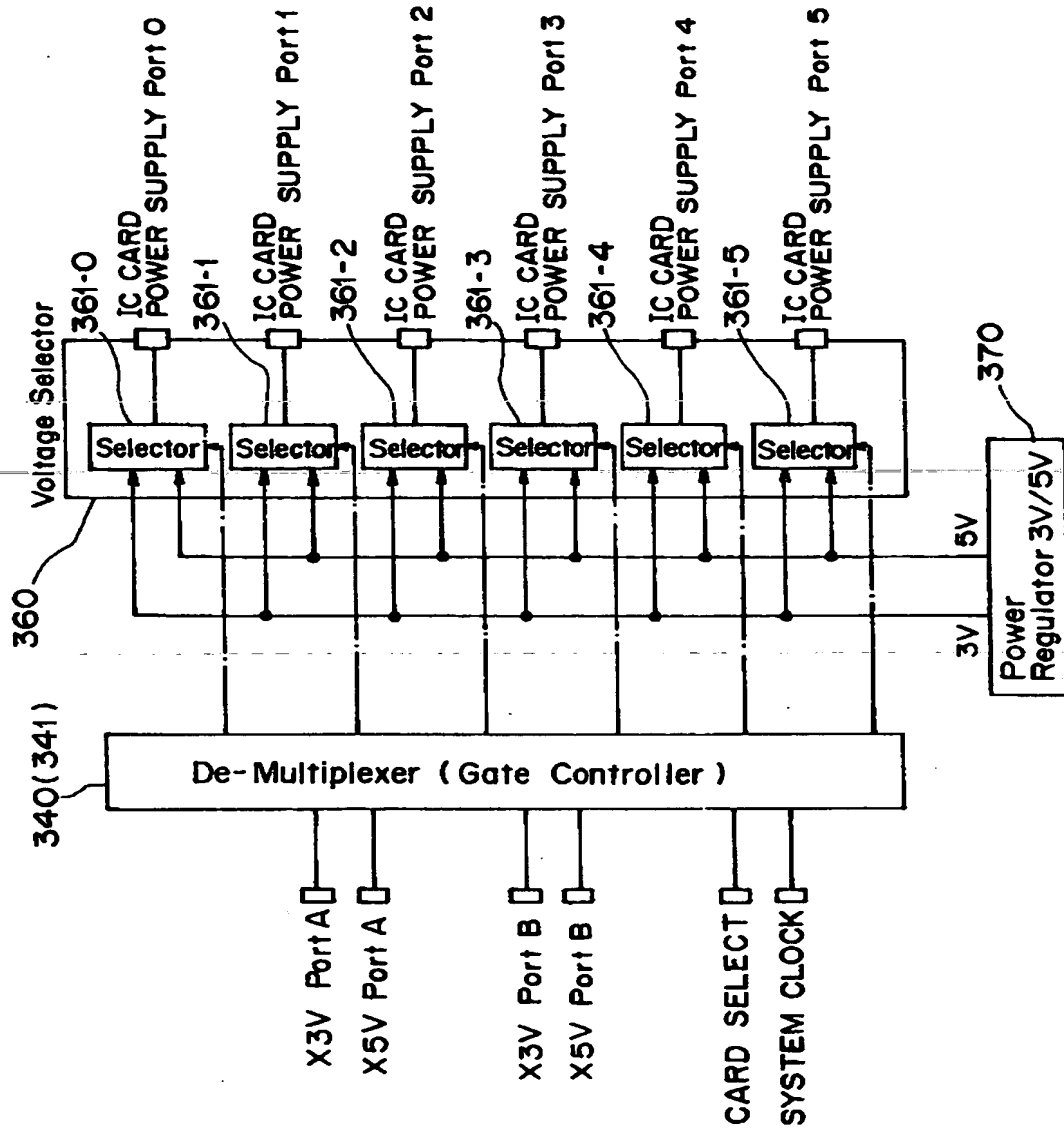 Voltage Selector
360
361-0
IC CARD
POWER SUPPLY Port 0
Selector
361-1
IC CARD
POWER SUPPLY Port 1
Selector
361-2
IC CARD
POWER SUPPLY Port 2
Selector
361-3
IC CARD
POWER SUPPLY Port 3
Selector
361-4
IC CARD
POWER SUPPLY Port 4
Selector
361-5
IC CARD
POWER SUPPLY Port 5
Selector
3V
5V
370
Power
Regulator 3V/5V
340(341)
De-Multiplexer (Gate Controller)
X3V Port A
X5V Port A
X3V Port B
X5V Port B
CARD SELECT
SYSTEM CLOCK